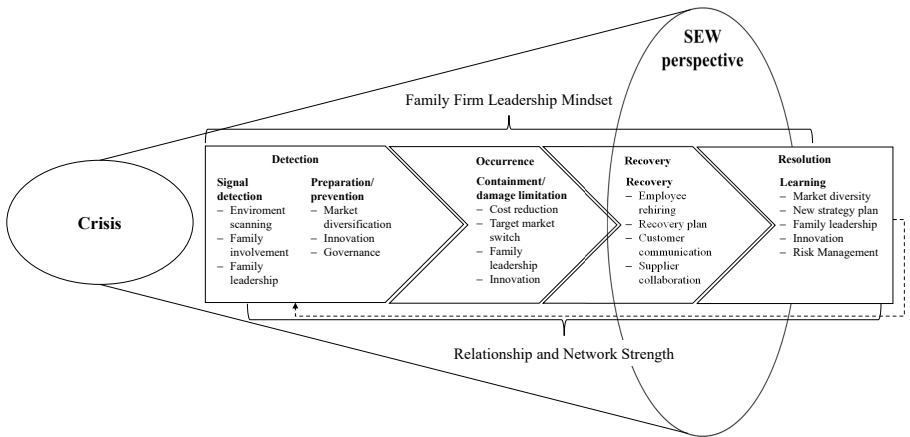 SEW
perspective
Family Firm Leadership Mindset
Crisis
Detection
Signal
detection
– Enviroment
scanning
– Family
involvement
– Family
leadership
Preparation/
prevention
– Market
diversification
– Innovation
– Governance
Occurrence
Containment/
damage limitation
– Cost reduction
– Target market
switch
– Family
leadership
– Innovation
Recovery
Recovery
– Employee
rehiring
– Recovery plan
– Customer
communication
– Supplier
collaboration
Resolution
Learning
– Market diversity
– New strategy plan
– Family leadership
– Innovation
– Risk Management
Relationship and Network Strength